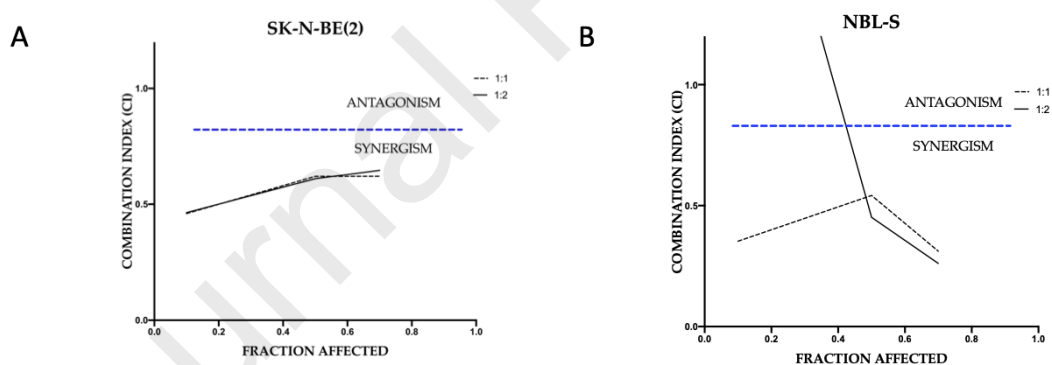 A
SK-N-BE(2)
COMBINATION INDEX (CI)
1.0
0.5
0.0
ANTAGONISM
SYNERGISM
1:1
1:2
0.0 0.2 0.4 0.6 0.8 1.0
FRACTION AFFECTED
B
NBL-S
COMBINATION INDEX (CI)
1.0
0.5
0.0
ANTAGONISM
SYNERGISM
1:1
1:2
0.0 0.2 0.4 0.6 0.8 1.0
FRACTION AFFECTED
urnal P